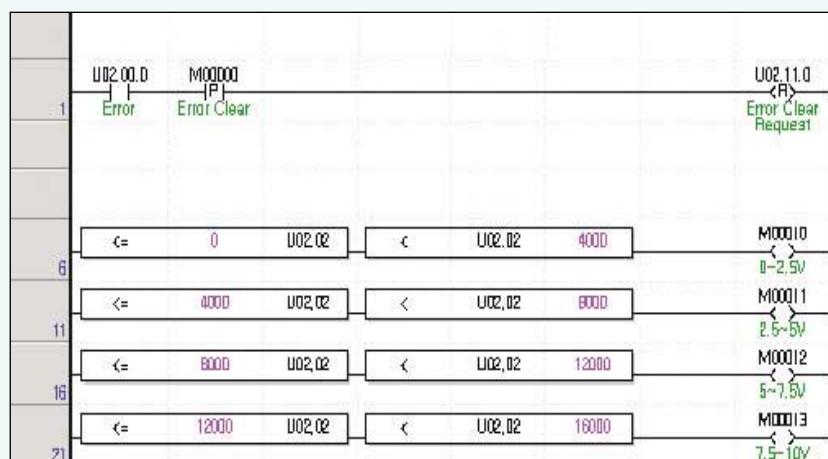 U02.00.D M00000 U02.11.0
P R
1 Error Error Clear Error Clear
Request
<= 0 U02.02 < U02.02 4000 M00010
6 0~2.5V
<= 4000 U02.02 < U02.02 8000 M00011
11 2.5~5V
<= 8000 U02.02 < U02.02 12000 M00012
16 5~7.5V
<= 12000 U02.02 < U02.02 16000 M00013
21 7.5~10V